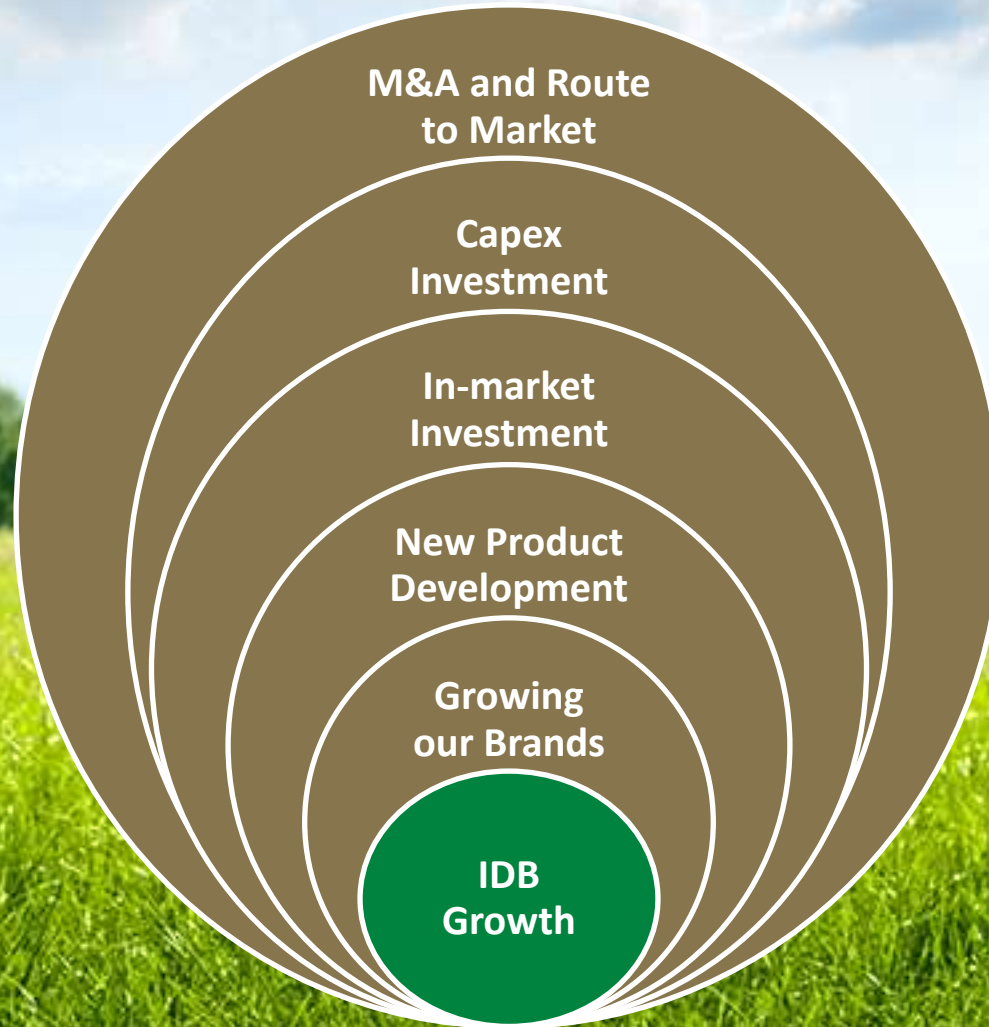 M&A and Route
to Market
Capex
Investment
In-market
Investment
New Product
Development
Growing
our Brands
IDB
Growth